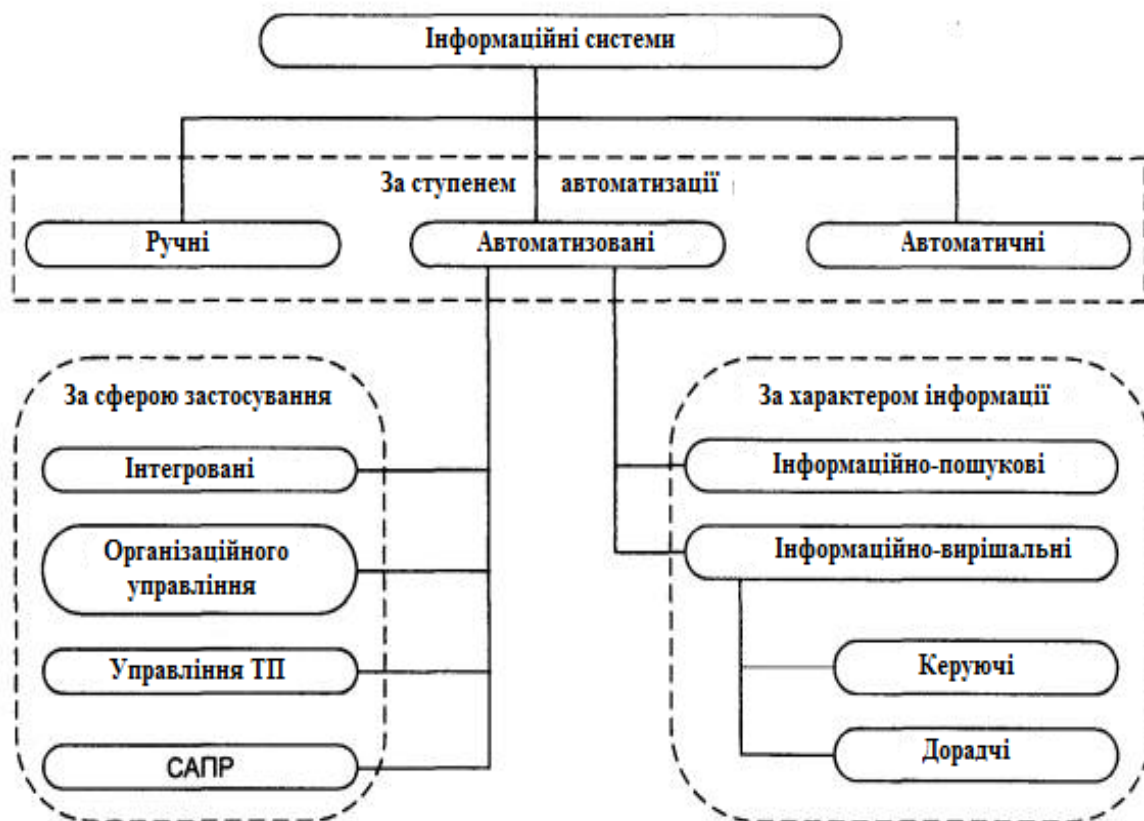 Інформаційні системи
За ступенем автоматизації
Ручні
Автоматизовані
Автоматичні
За сферою застосування
Інтегровані
Організаційного
управління
Управління ТП
САПР
За характером інформації
Інформаційно-пошукові
Інформаційно-вирішальні
Керуючі
Дорадчі